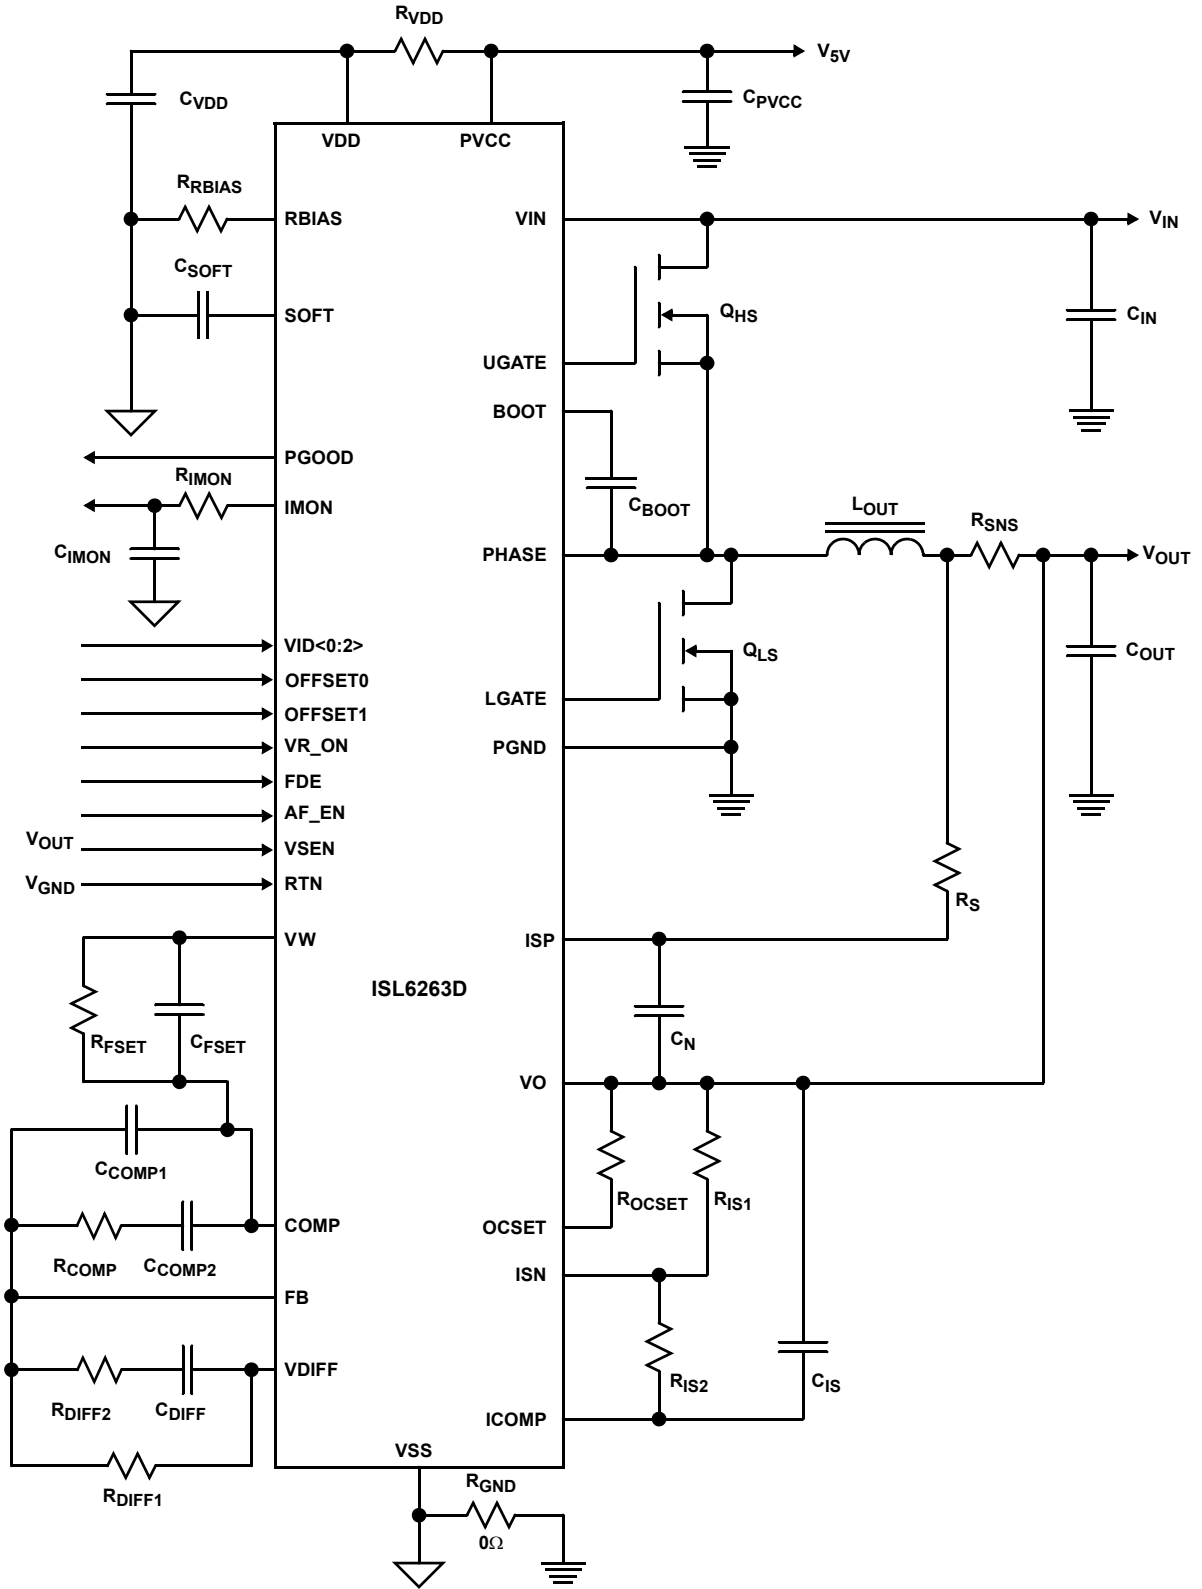 RVDD
V5V
CVDD
CPVCC
VDD
PVCC
RRBIAS
RBIAS
VIN
VIN
CSOFT
SOFT
QHS
CIN
UGATE
BOOT
PGOOD
RIMON
IMON
CBOOT
LOUT
RSNS
CIMON
PHASE
VOUT
VID<0:2>
QLS
COUT
OFFSET0
LGATE
OFFSET1
VR_ON
PGND
FDE
AF_EN
VOUT
VSEN
VGND
RTN
RS
VW
ISP
ISL6263D
RFSET
CFSET
CN
VO
CCOMP1
ROCSET
RIS1
COMP
OCSET
RCOMP
CCOMP2
ISN
FB
VDIFF
RIS2
CIS
RDIFF2
CDIFF
ICOMP
VSS
RDIFF1
RGND
0Ω